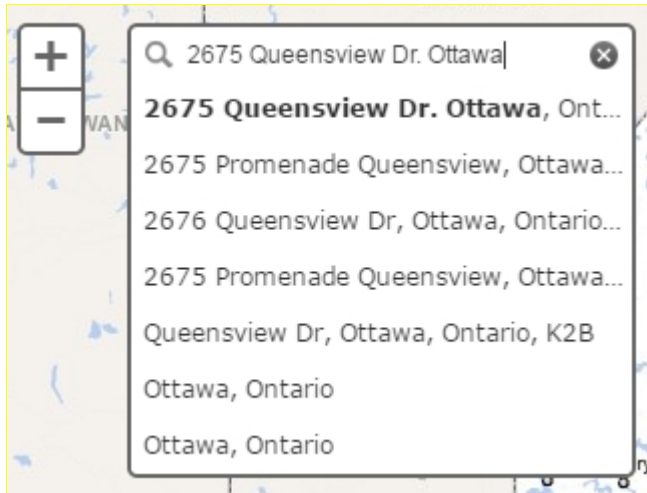 +
2675 Queensview Dr. Ottawa
2675 Queensview Dr. Ottawa, Ont...
−
WAN
2675 Promenade Queensview, Ottawa...
2676 Queensview Dr, Ottawa, Ontario...
2675 Promenade Queensview, Ottawa...
Queensview Dr, Ottawa, Ontario, K2B
Ottawa, Ontario
Ottawa, Ontario